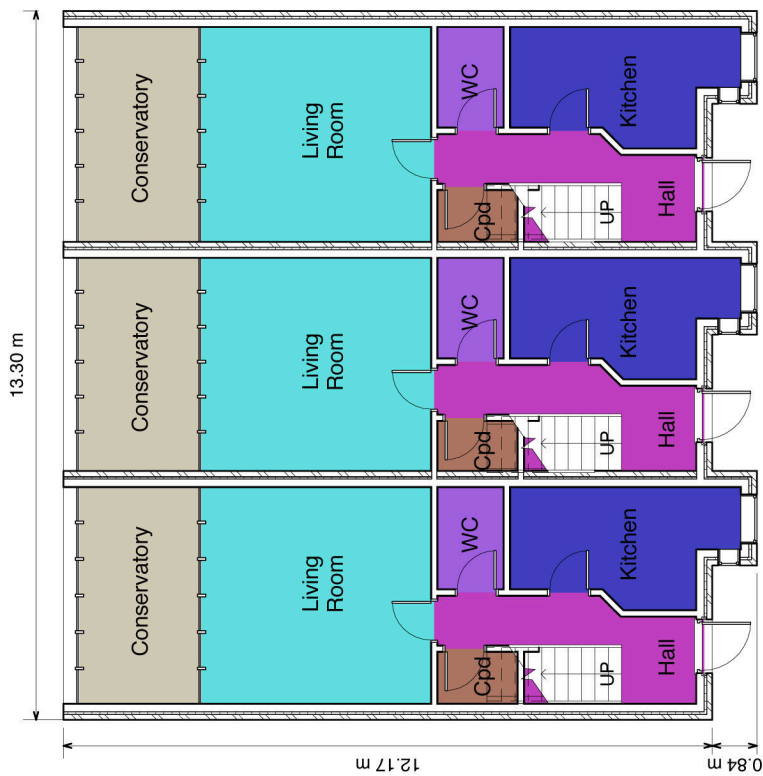 13.30 m
Conservatory
Living
Room
WC
Kitchen
Cpd
UP
Hall
Conservatory
Living
Room
WC
Kitchen
Cpd
UP
Hall
Conservatory
Living
Room
WC
Kitchen
Cpd
UP
Hall
12.17 m
0.84 m